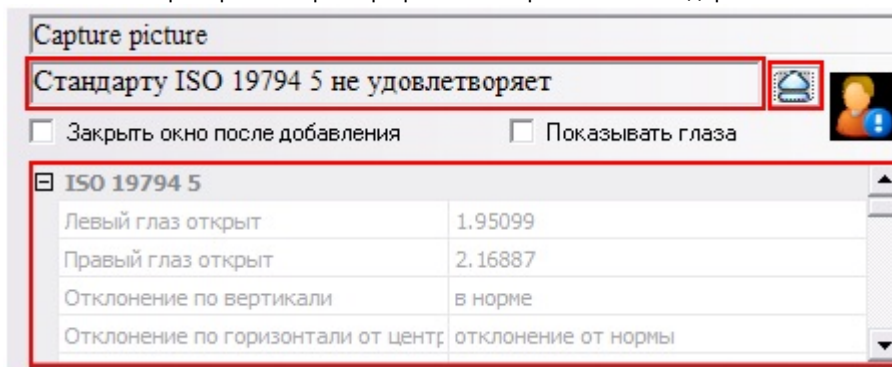 Capture picture
Стандарту ISO 19794 5 не удовлетворяет
Закрыть окно после добавления
Показывать глаза
ISO 19794 5
Левый глаз открыт 1.95099
Правый глаз открыт 2.16887
Отклонение по вертикали в норме
Отклонение по горизонтали от центр отклонение от нормы